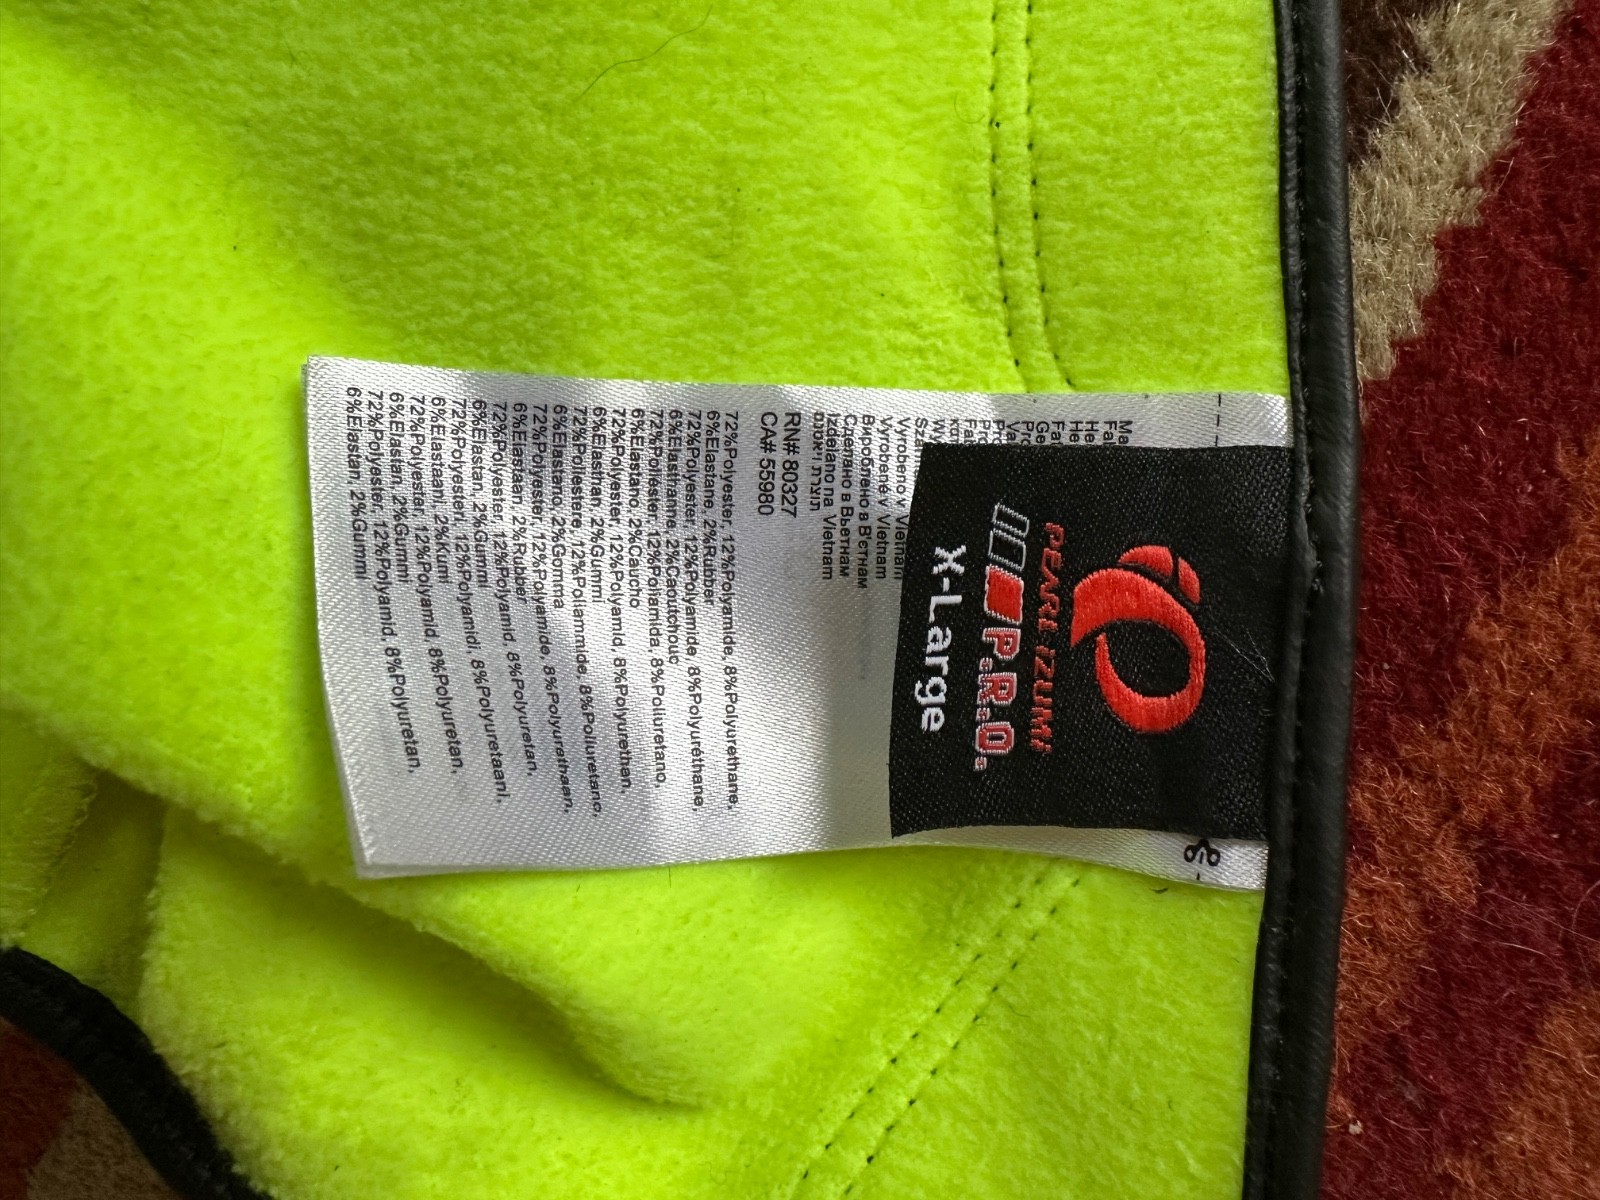 PEARL iZUMi
P.R.O.
X-Large
Vyrobeno v Vietnam
Vyrobené v Vietnam
Вироблено в В'єтнам
Сделано в Вьетнам
Izdelano na Vietnam
תוצרת
RN# 80327
CA# 55980
72%Polyester, 12%Polyamide, 8%Polyurethane,
6%Elastane, 2%Rubber
72%Polyester, 12%Polyamide, 8%Polyuréthane,
6%Elasthanne, 2%Caoutchouc
72%Poliester, 12%Poliamida, 8%Poliuretano,
6%Elastano, 2%Caucho
72%Polyester, 12%Polyamid, 8%Polyurethan,
6%Elasthan, 2%Gummi
72%Poliestere, 12%Poliammide, 8%Poliuretano,
6%Elastano, 2%Gomma
72%Polyester, 12%Polyamide, 8%Polyurethaan,
6%Elastaan, 2%Rubber
72%Polyester, 12%Polyamid, 8%Polyuretan,
6%Elastan, 2%Gummi
72%Polyesteri, 12%Polyamidi, 8%Polyuretaani,
6%Elastaani, 2%Kumi
72%Polyester, 12%Polyamid, 8%Polyuretan,
6%Elastan, 2%Gummi
72%Polyester, 12%Polyamid, 8%Polyuretan,
6%Elastan, 2%Gummi